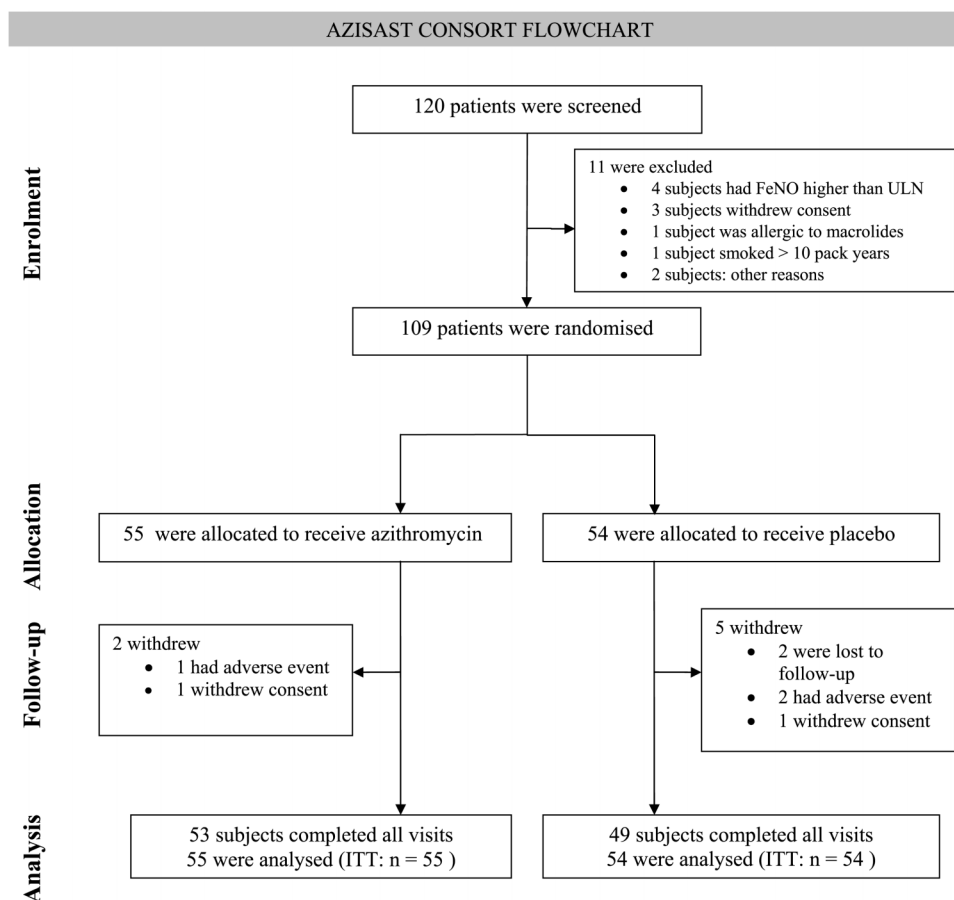 AZISAST CONSORT FLOWCHART
Enrolment
120 patients were screened
11 were excluded
• 4 subjects had FeNO higher than ULN
• 3 subjects withdrew consent
• 1 subject was allergic to macrolides
• 1 subject smoked > 10 pack years
• 2 subjects: other reasons
109 patients were randomised
Allocation
55 were allocated to receive azithromycin
54 were allocated to receive placebo
Follow-up
2 withdrew
• 1 had adverse event
• 1 withdrew consent
5 withdrew
• 2 were lost to
follow-up
• 2 had adverse event
• 1 withdrew consent
Analysis
53 subjects completed all visits
55 were analysed (ITT: n = 55 )
49 subjects completed all visits
54 were analysed (ITT: n = 54 )